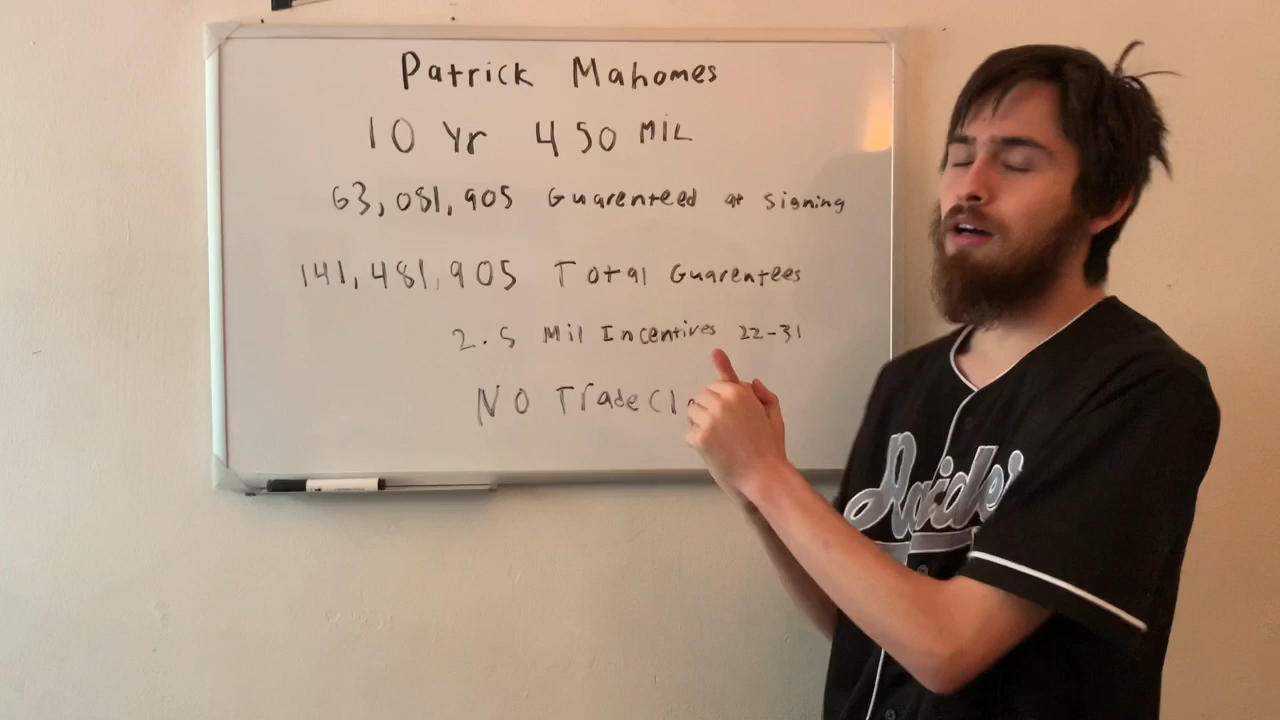 Patrick Mahomes
10 Yr 450 MIL
63,081,905 Guarenteed at signing
141,481,905 Total Guarentees
2.5 Mil Incentives 22-31
NO Trade
Raide